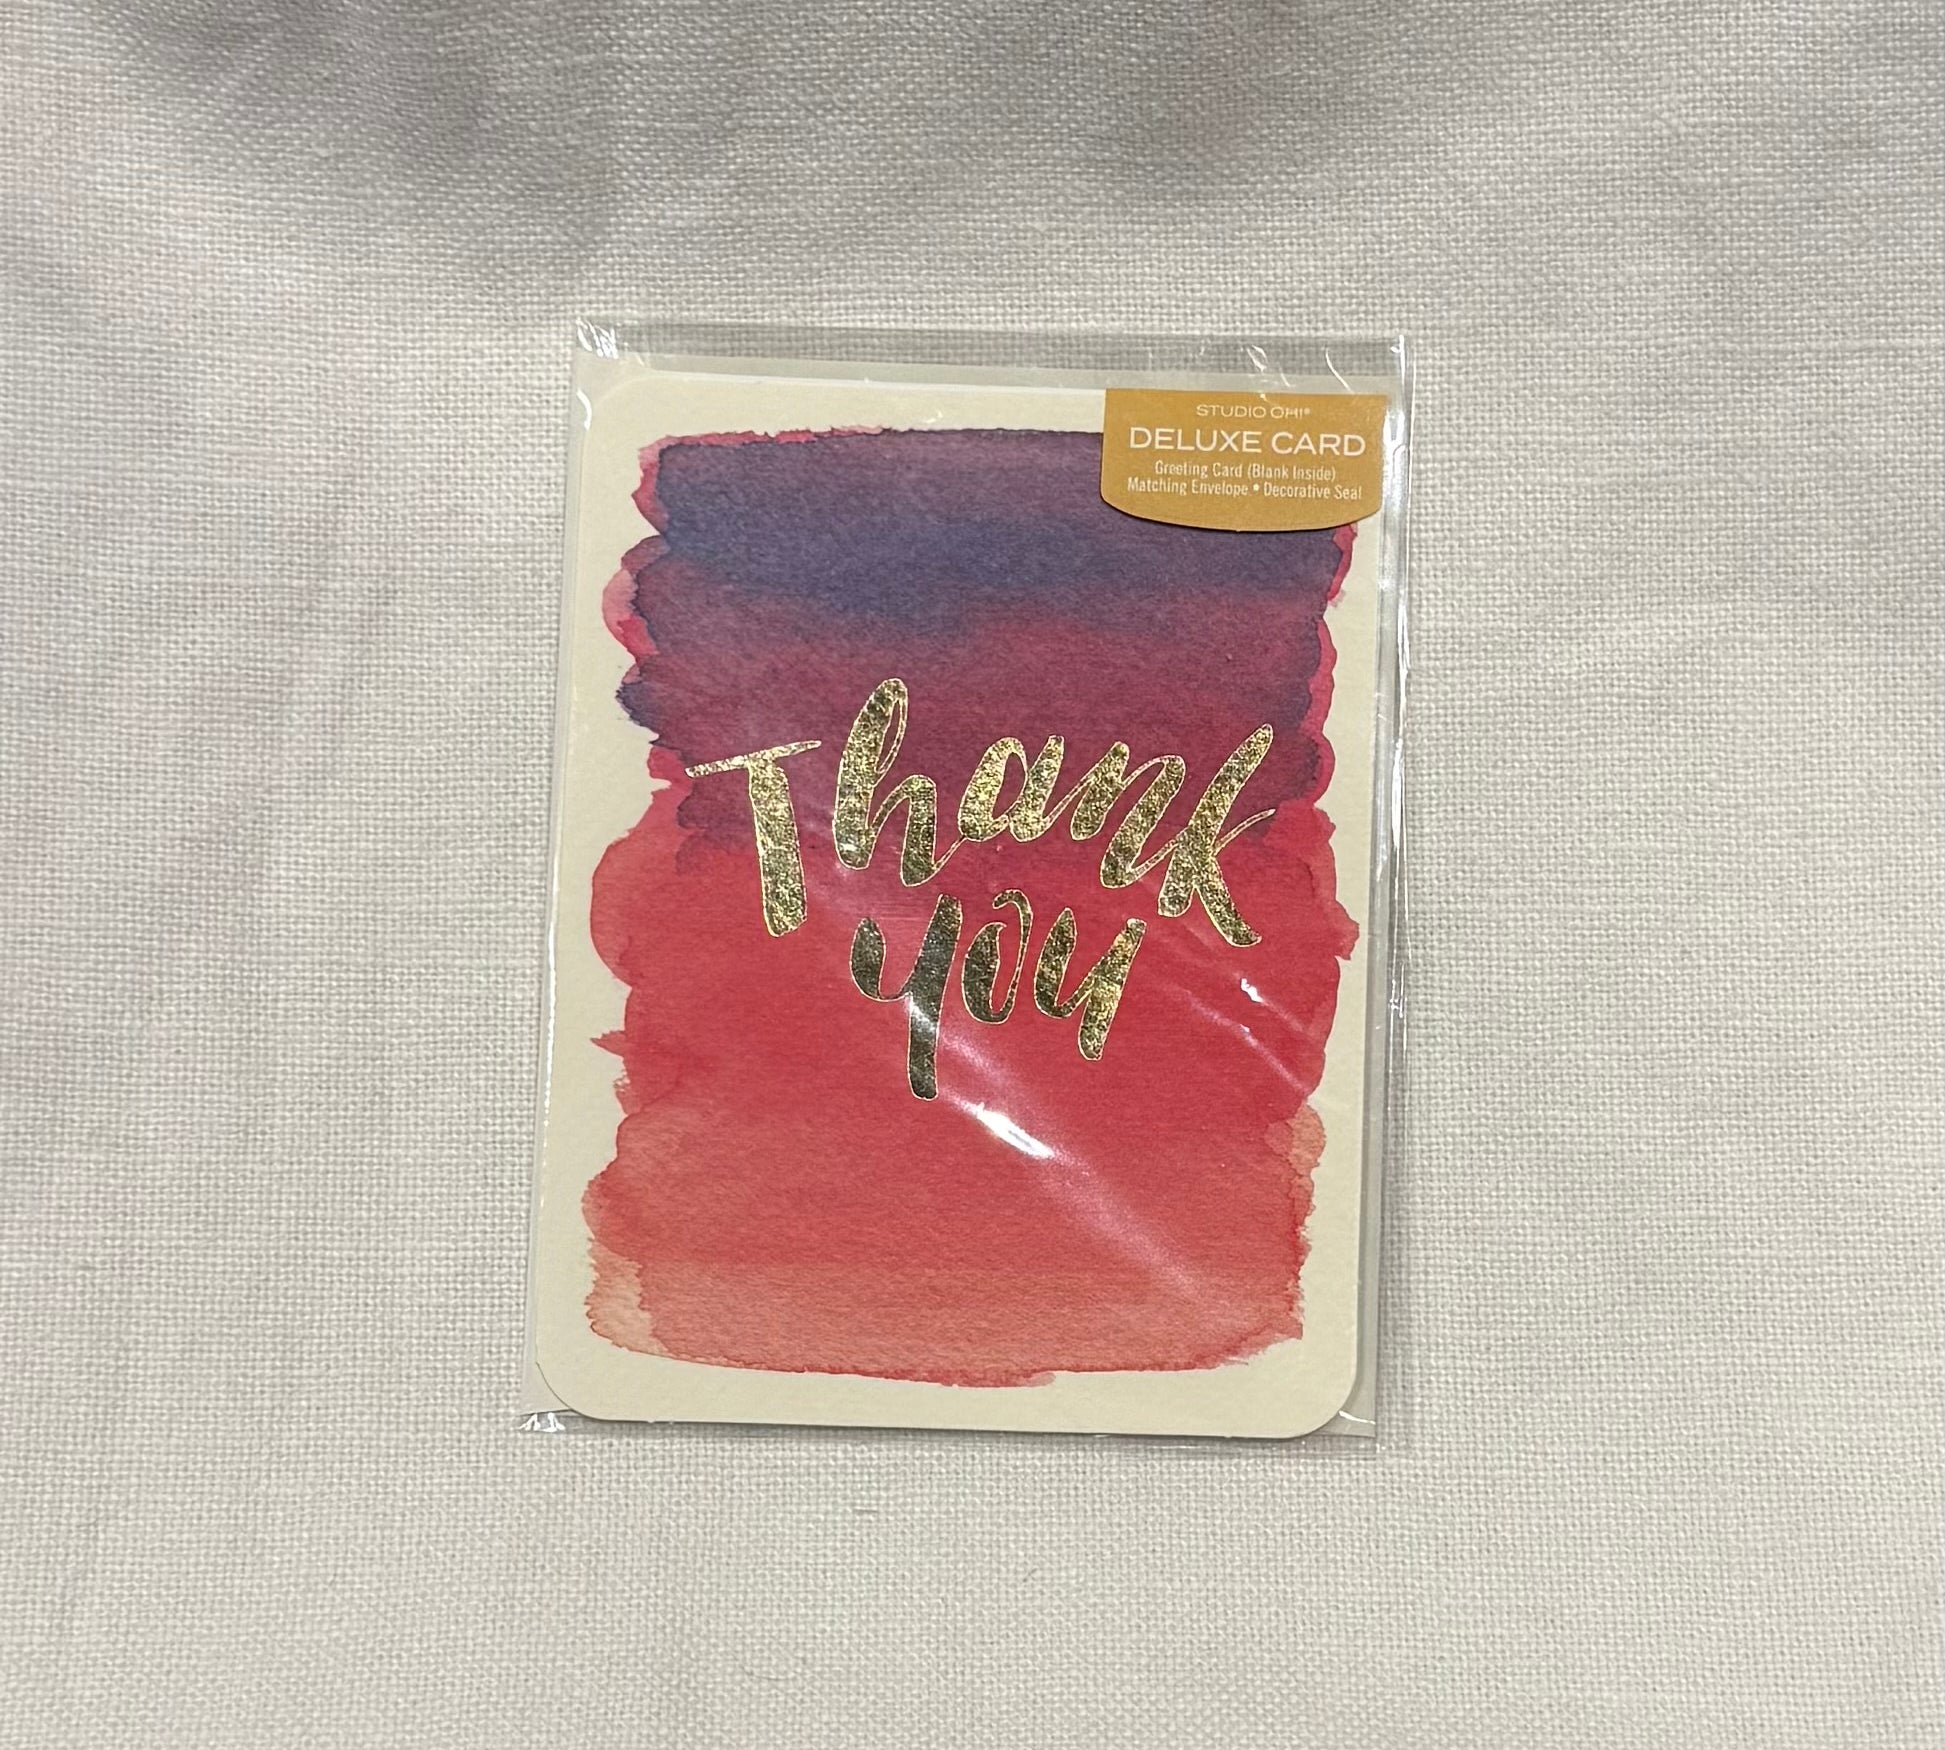 STUDIO OH!®
DELUXE CARD
Greeting Card (Blank Inside)
Matching Envelope • Decorative Seal
Thank
you